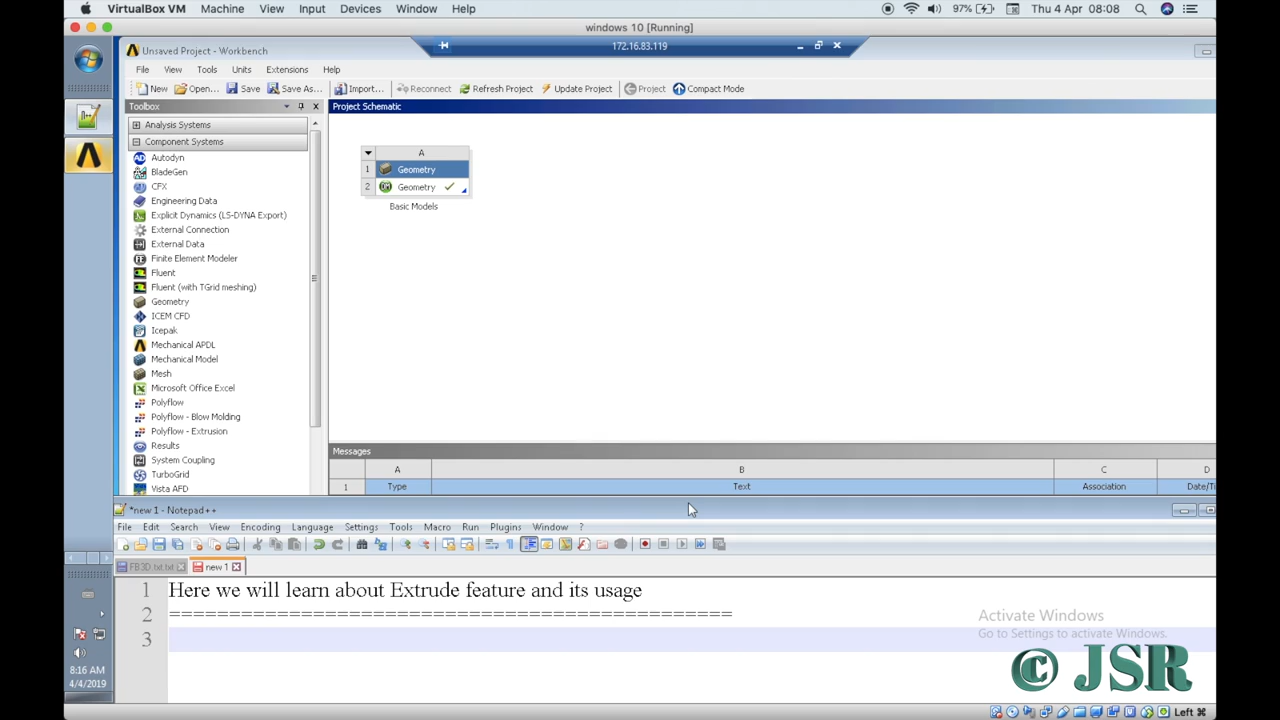 VirtualBox VM Machine View Input Devices Window Help 97% Thu 4 Apr 08:08
windows 10 [Running]
Unsaved Project - Workbench
172.16.83.119
File View Tools Units Extensions Help
New Open... Save Save As... Import... Reconnect Refresh Project Update Project Project Compact Mode
Toolbox
Project Schematic
Analysis Systems
Component Systems
Autodyn
BladeGen
CFX
Engineering Data
Explicit Dynamics (LS-DYNA Export)
External Connection
External Data
Finite Element Modeler
Fluent
Fluent (with TGrid meshing)
Geometry
ICEM CFD
Icepak
Mechanical APDL
Mechanical Model
Mesh
Microsoft Office Excel
Polyflow
Polyflow - Blow Molding
Polyflow - Extrusion
Results
System Coupling
TurboGrid
Vista AFD
A
1 Geometry
2 Geometry
Basic Models
Messages
A B C D
1 Type Text Association Date/Ti
*new 1 - Notepad++
File Edit Search View Encoding Language Settings Tools Macro Run Plugins Window ?
FB3D txt.txt new 1
1 Here we will learn about Extrude feature and its usage
2 ===============================================
3
Activate Windows
Go to Settings to activate Windows.
8:16 AM
4/4/2019
© JSR
Left ⌘